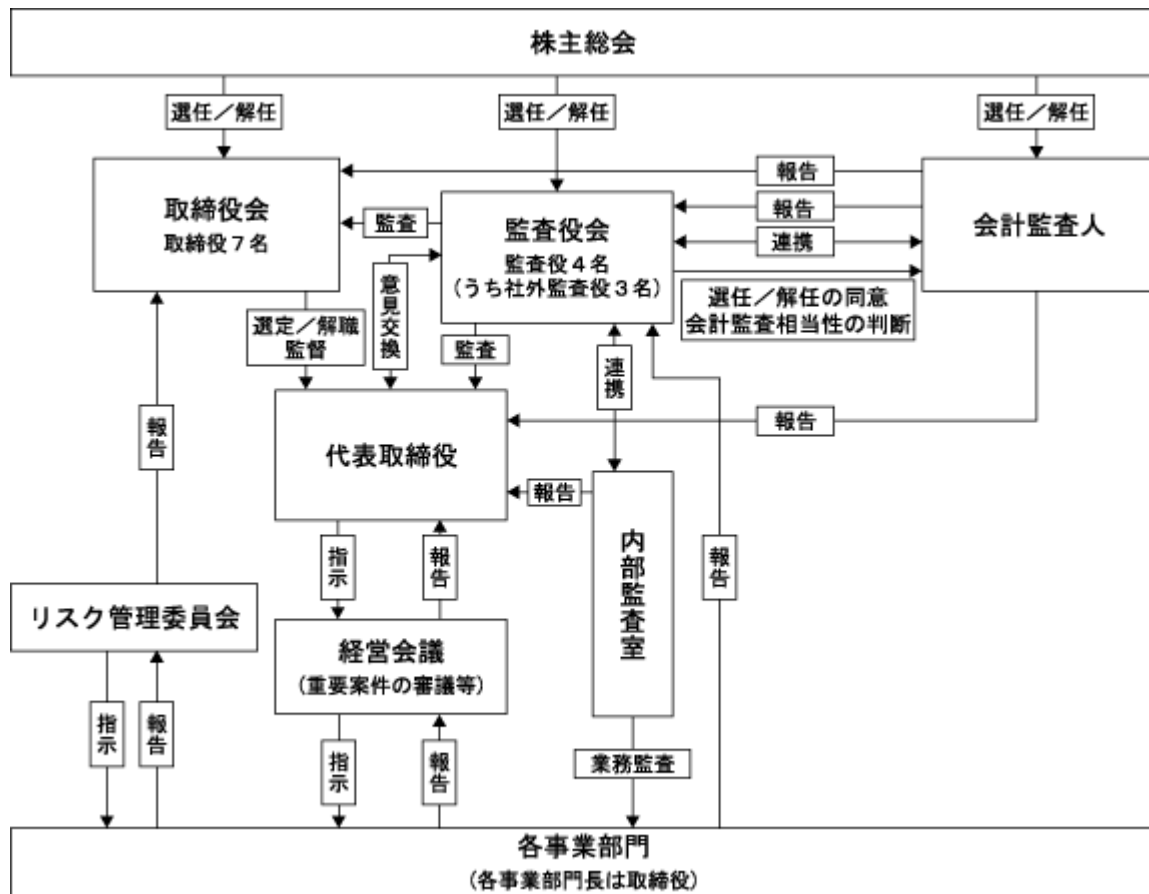 株主総会
選任／解任
選任／解任
選任／解任
取締役会
取締役７名
監査役会
監査役４名
（うち社外監査役３名）
会計監査人
報告
報告
連携
監査
選任／解任の同意
会計監査相当性の判断
選定／解職
監督
意見交換
監査
連携
報告
報告
代表取締役
報告
内部監査室
報告
指示
報告
リスク管理委員会
経営会議
（重要案件の審議等）
指示
報告
指示
報告
業務監査
各事業部門
（各事業部門長は取締役）